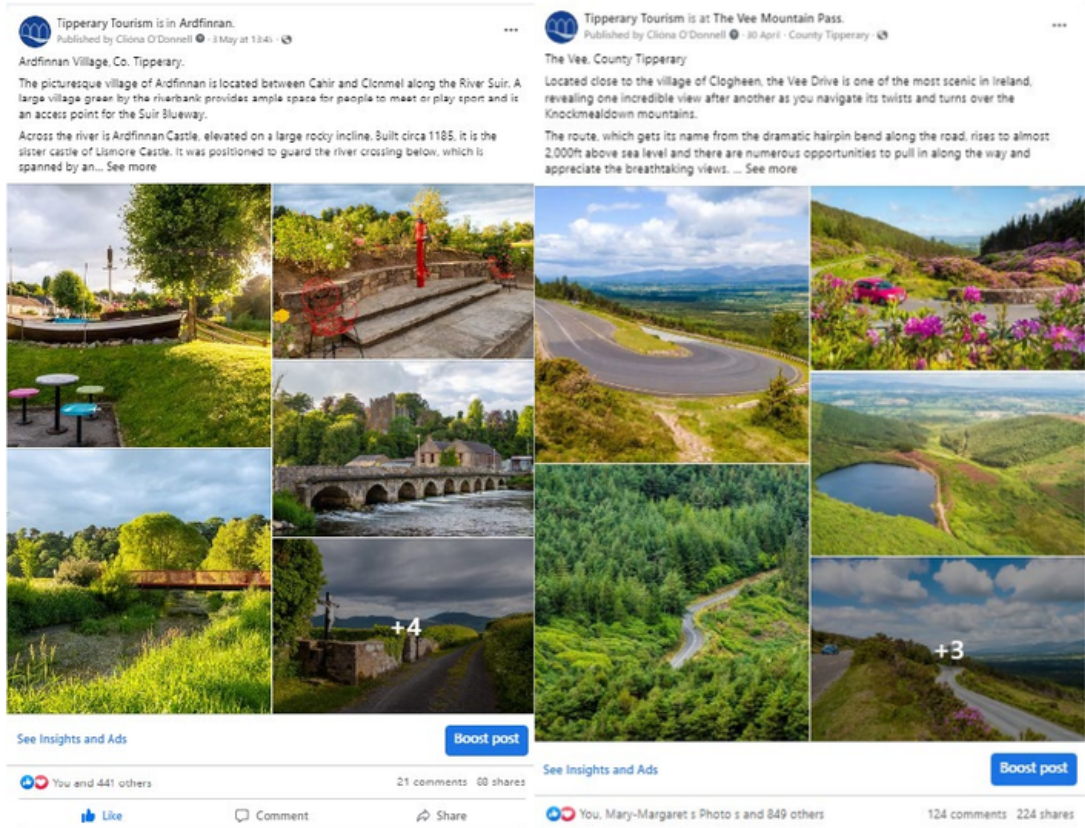 Tipperary Tourism is in Ardfinnan.
Published by Clíona O'Donnell · 3 May at 13:45 ·
Ardfinnan Village, Co. Tipperary.
The picturesque village of Ardfinnan is located between Cahir and Clonmel along the River Suir. A
large village green by the riverbank provides ample space for people to meet or play sport and is
an access point for the Suir Blueway.
Across the river is Ardfinnan Castle, elevated on a large rocky incline. Built circa 1185, it is the
sister castle of Lismore Castle. It was positioned to guard the river crossing below, which is
spanned by an... See more
+4
See Insights and Ads
Boost post
You and 441 others
21 comments 88 shares
Like
Comment
Share
Tipperary Tourism is at The Vee Mountain Pass.
Published by Clíona O'Donnell · 30 April · County Tipperary ·
The Vee, County Tipperary
Located close to the village of Clogheen, the Vee Drive is one of the most scenic in Ireland,
revealing one incredible view after another as you navigate its twists and turns over the
Knockmealdown mountains.
The route, which gets its name from the dramatic hairpin bend along the road, rises to almost
2,000ft above sea level and there are numerous opportunities to pull in along the way and
appreciate the breathtaking views. ... See more
+3
See Insights and Ads
Boost post
You, Mary-Margaret s Photo s and 849 others
124 comments 224 shares